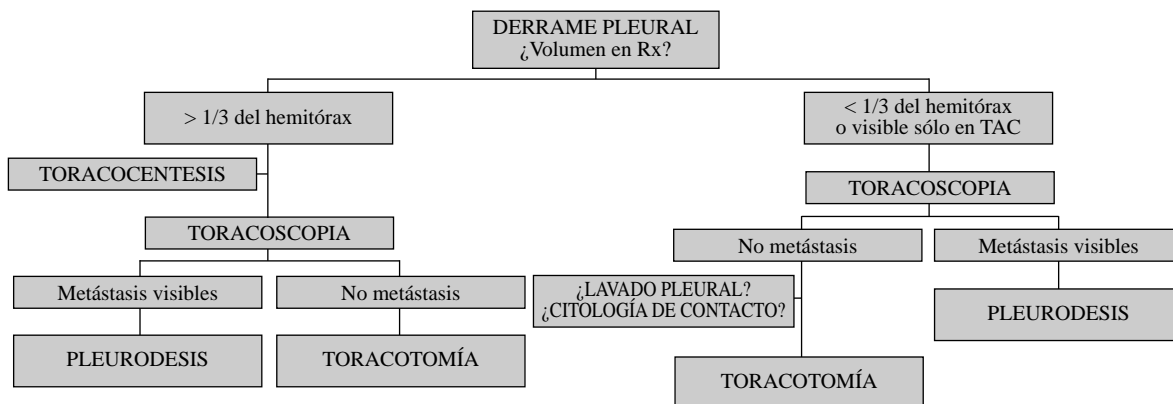 DERRAME PLEURAL
¿Volumen en Rx?
> 1/3 del hemitórax
< 1/3 del hemitórax
o visible sólo en TAC
TORACOCENTESIS
TORACOSCOPIA
TORACOSCOPIA
Metástasis visibles
No metástasis
No metástasis
Metástasis visibles
¿LAVADO PLEURAL?
¿CITOLOGÍA DE CONTACTO?
PLEURODESIS
TORACOTOMÍA
TORACOTOMÍA
PLEURODESIS